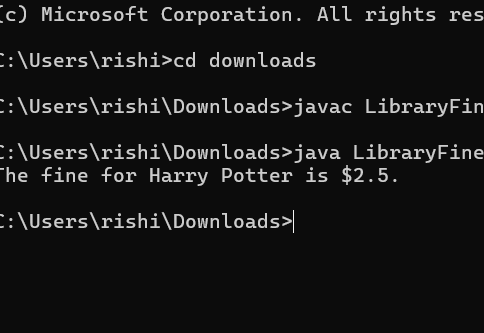 (c) Microsoft Corporation. All rights res
C:\Users\rishi>cd downloads
C:\Users\rishi\Downloads>javac LibraryFin
C:\Users\rishi\Downloads>java LibraryFine
The fine for Harry Potter is $2.5.
C:\Users\rishi\Downloads>